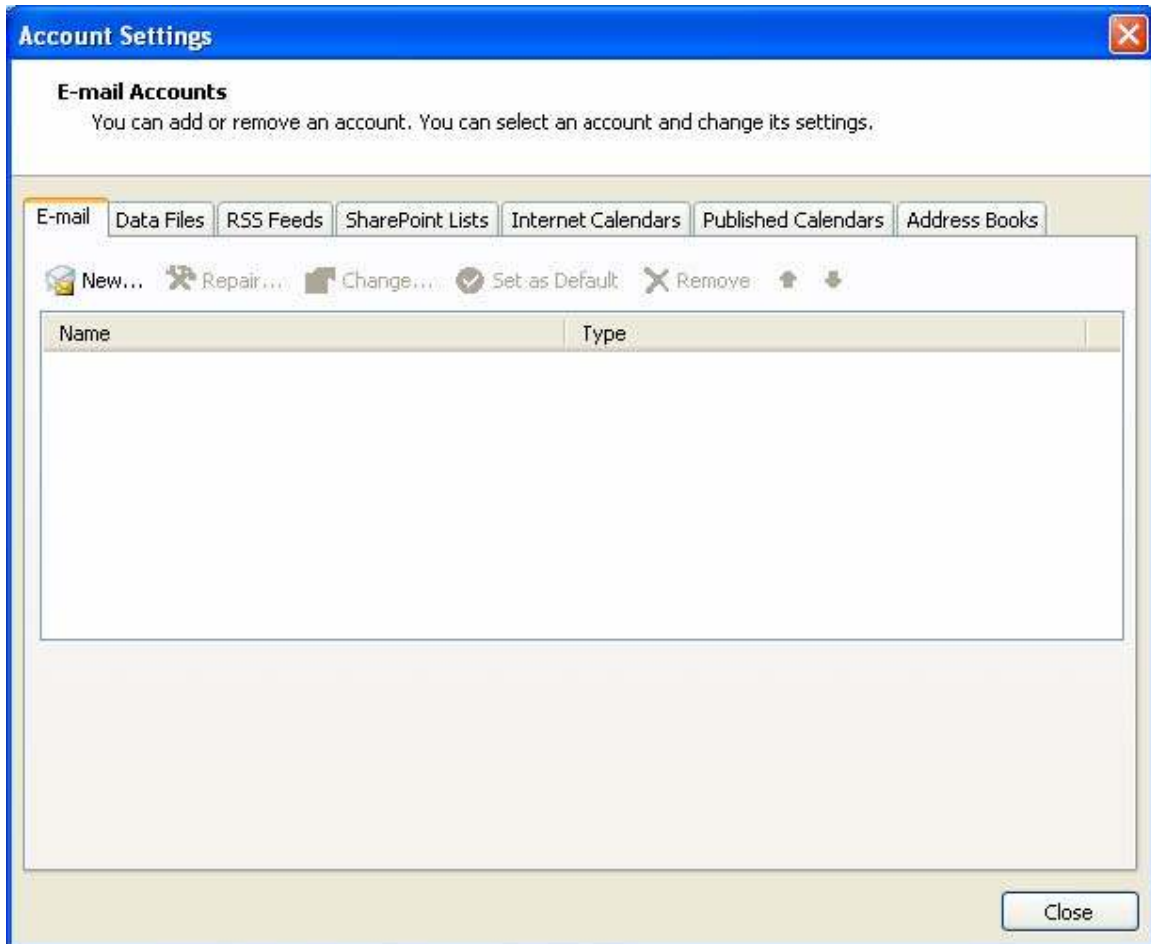 Account Settings
E-mail Accounts
You can add or remove an account. You can select an account and change its settings.
E-mail Data Files RSS Feeds SharePoint Lists Internet Calendars Published Calendars Address Books
New... Repair... Change... Set as Default Remove
Name Type
Close